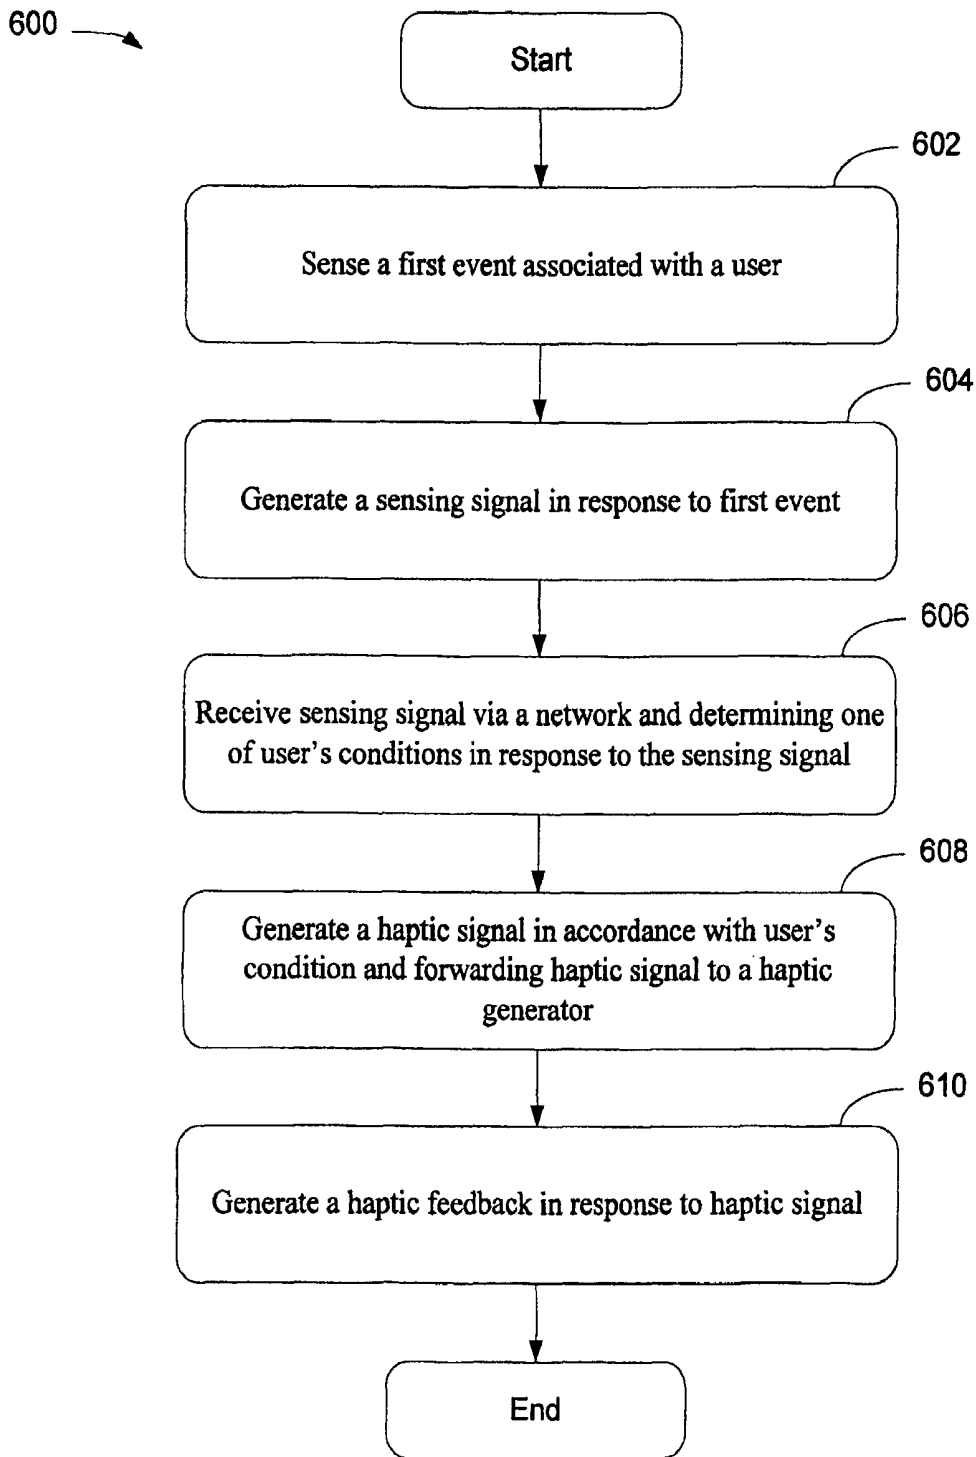 600
Start
602
Sense a first event associated with a user
604
Generate a sensing signal in response to first event
606
Receive sensing signal via a network and determining one
of user's conditions in response to the sensing signal
608
Generate a haptic signal in accordance with user's
condition and forwarding haptic signal to a haptic
generator
610
Generate a haptic feedback in response to haptic signal
End